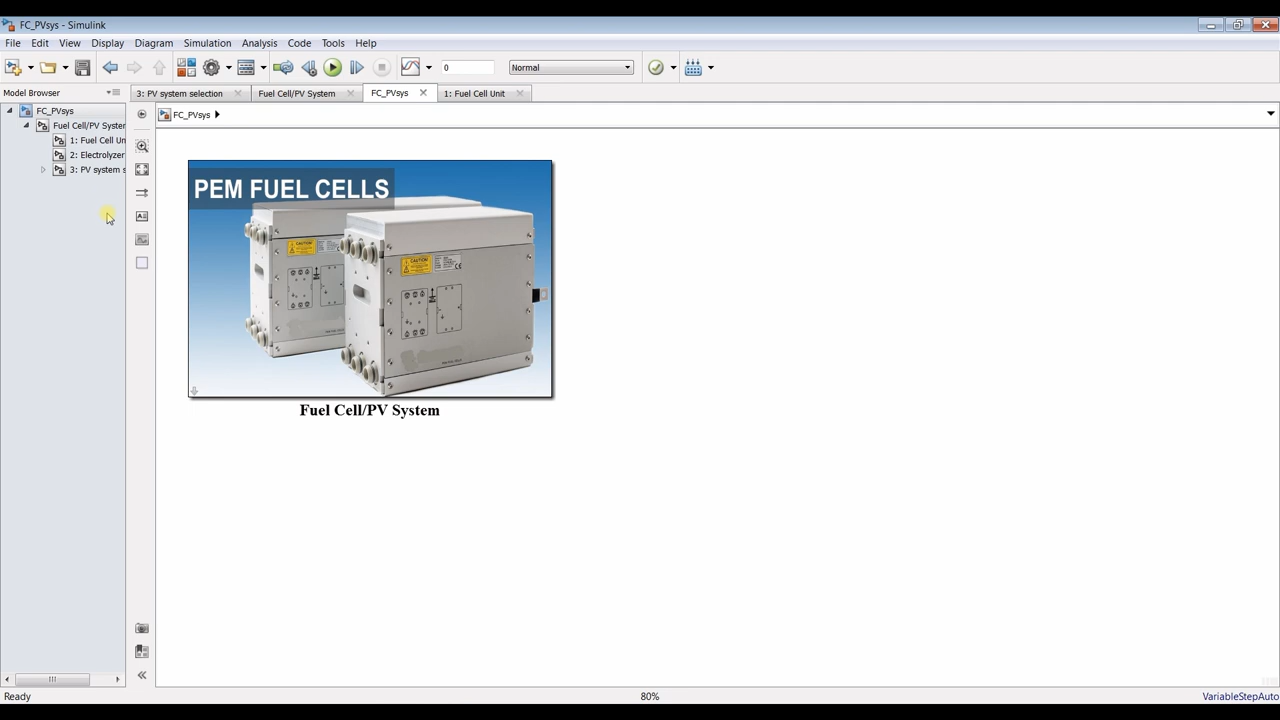 FC_PVsys - Simulink
File Edit View Display Diagram Simulation Analysis Code Tools Help
0 Normal
Model Browser
3: PV system selection Fuel Cell/PV System FC_PVsys 1: Fuel Cell Unit
FC_PVsys
Fuel Cell/PV Syster
1: Fuel Cell Un
2: Electrolyzer
3: PV system s
FC_PVsys
PEM FUEL CELLS
CAUTION
CAUTION
Fuel Cell/PV System
Ready 80% VariableStepAuto